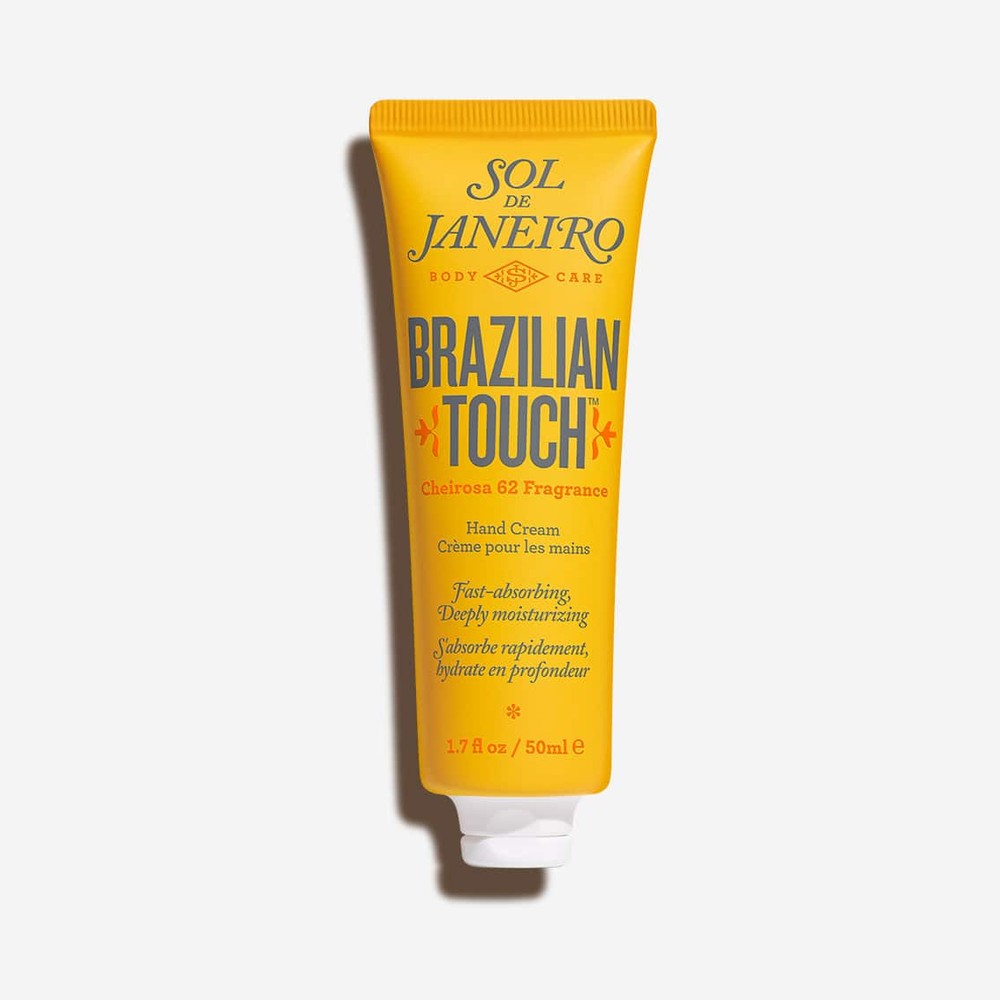 SOL
DE
JANEIRO
BODY CARE
BRAZILIAN
TOUCH™
Cheirosa 62 Fragrance
Hand Cream
Crème pour les mains
Fast-absorbing,
Deeply moisturizing
S'absorbe rapidement,
hydrate en profondeur
*
1.7 fl oz / 50ml ℮